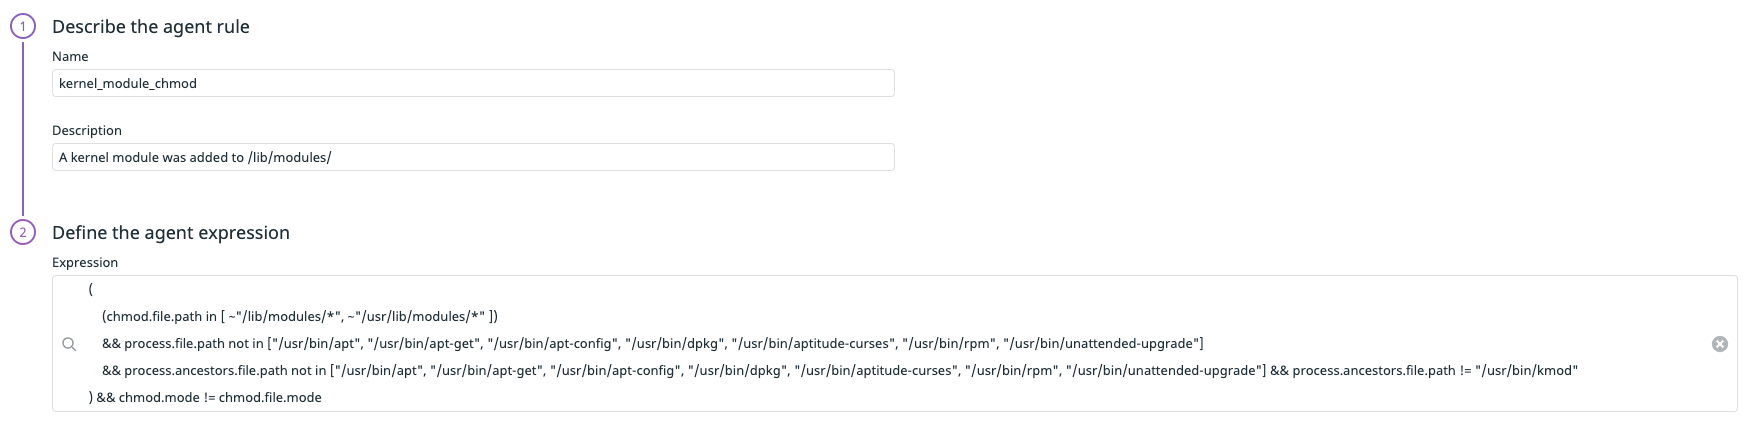 1
Describe the agent rule
Name
kernel_module_chmod
Description
A kernel module was added to /lib/modules/
2
Define the agent expression
Expression
(
(chmod.file.path in [ ~"/lib/modules/*", ~"/usr/lib/modules/*" ])
&& process.file.path not in ["/usr/bin/apt", "/usr/bin/apt-get", "/usr/bin/apt-config", "/usr/bin/dpkg", "/usr/bin/aptitude-curses", "/usr/bin/rpm", "/usr/bin/unattended-upgrade"]
&& process.ancestors.file.path not in ["/usr/bin/apt", "/usr/bin/apt-get", "/usr/bin/apt-config", "/usr/bin/dpkg", "/usr/bin/aptitude-curses", "/usr/bin/rpm", "/usr/bin/unattended-upgrade"] && process.ancestors.file.path != "/usr/bin/kmod"
) && chmod.mode != chmod.file.mode